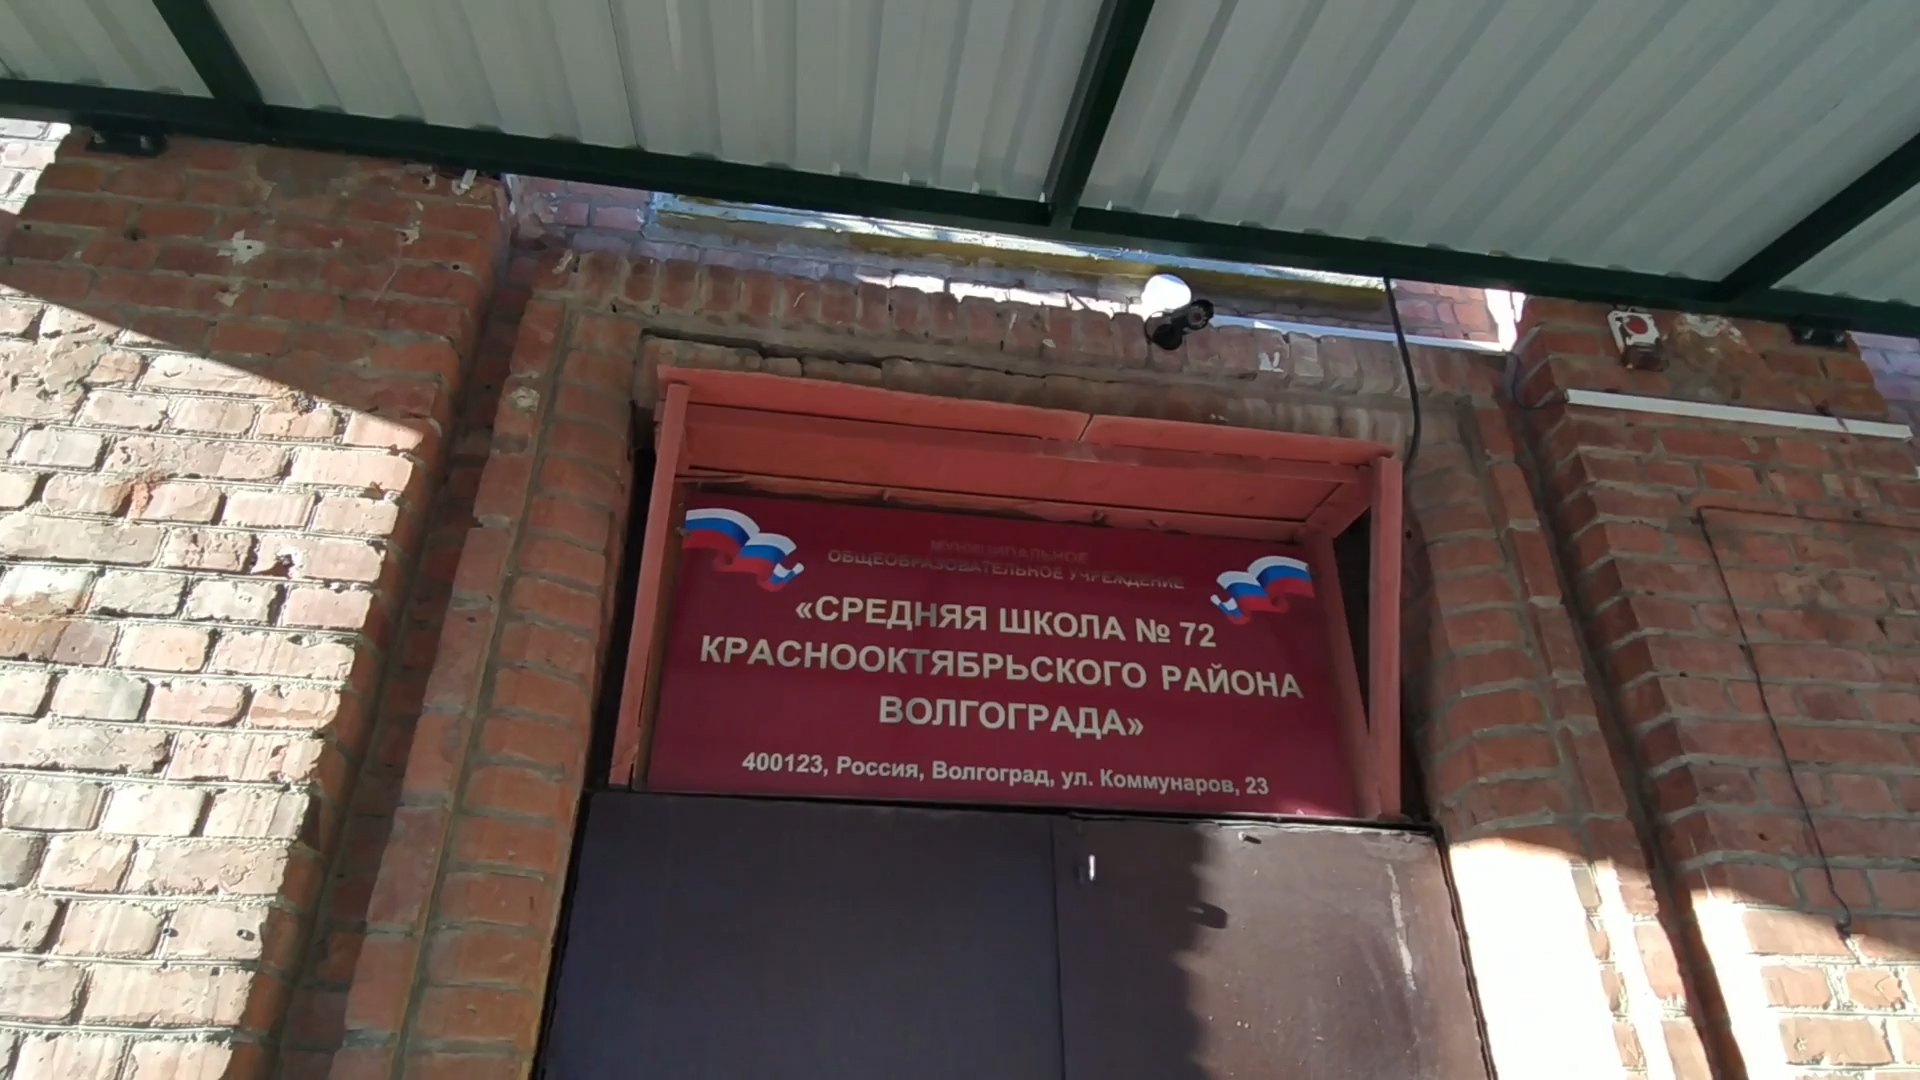 МУНИЦИПАЛЬНОЕ
ОБЩЕОБРАЗОВАТЕЛЬНОЕ УЧРЕЖДЕНИЕ
«СРЕДНЯЯ ШКОЛА № 72
КРАСНООКТЯБРЬСКОГО РАЙОНА
ВОЛГОГРАДА»
400123, Россия, Волгоград, ул. Коммунаров, 23